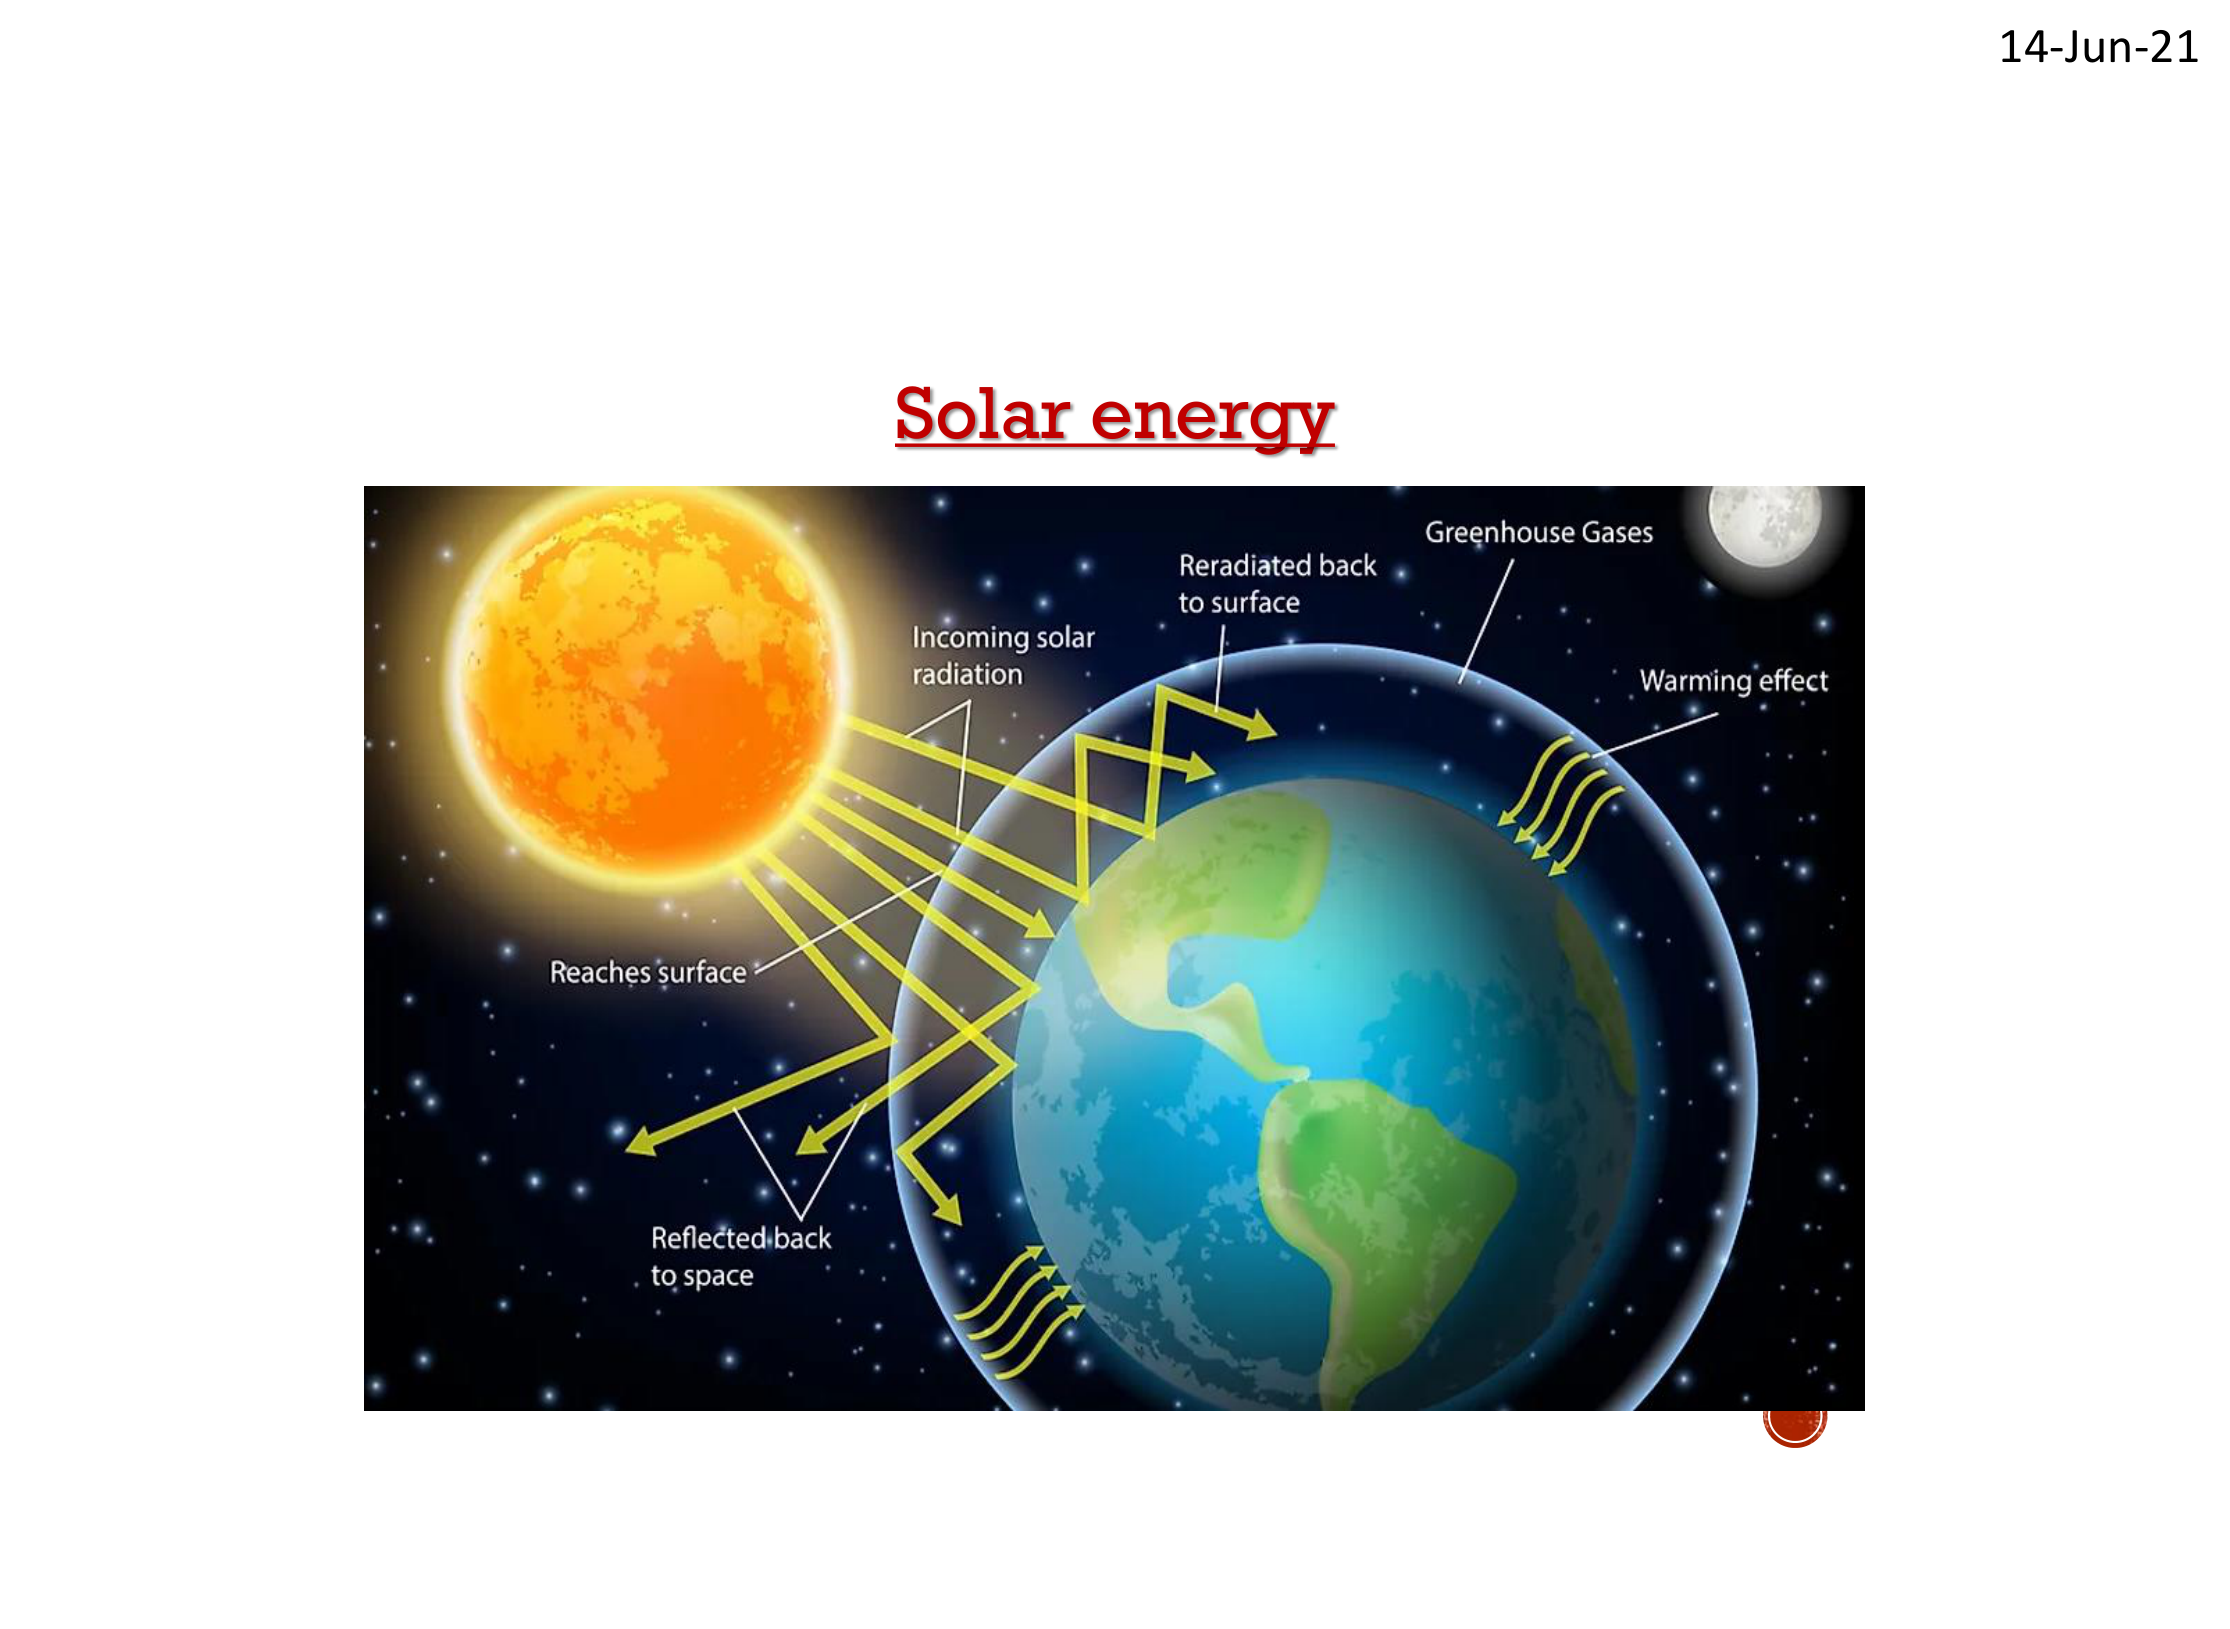 14-Jun-21
Solar energy
Greenhouse Gases
Reradiated back
to surface
Incoming solar
radiation
Warming effect
Reaches surface
Reflected back
to space